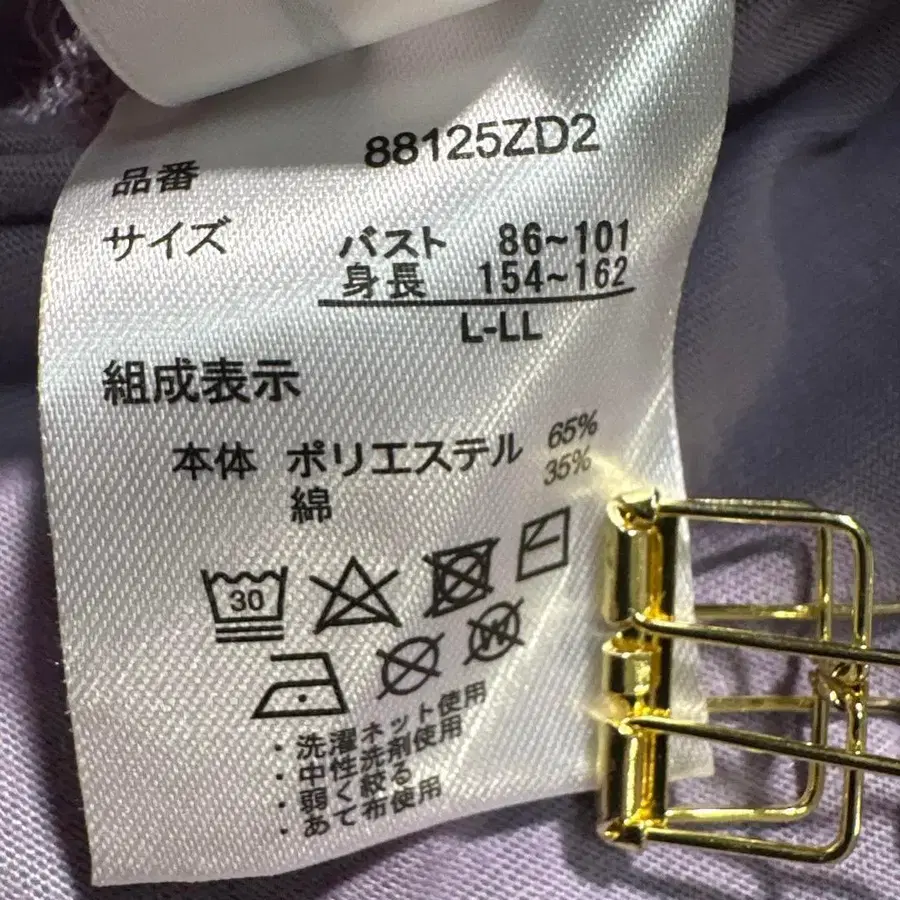 品番 88125ZD2
サイズ バスト 86~101
身長 154~162
L-LL
組成表示
本体 ポリエステル 65%
綿 35%
30
W
・洗濯ネット使用
・中性洗剤使用
・弱く絞る
・あて布使用